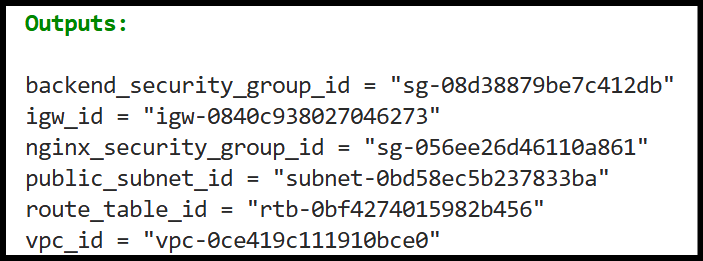 Outputs:
backend_security_group_id = "sg-08d38879be7c412db"
igw_id = "igw-0840c938027046273"
nginx_security_group_id = "sg-056ee26d46110a861"
public_subnet_id = "subnet-0bd58ec5b237833ba"
route_table_id = "rtb-0bf4274015982b456"
vpc_id = "vpc-0ce419c111910bce0"